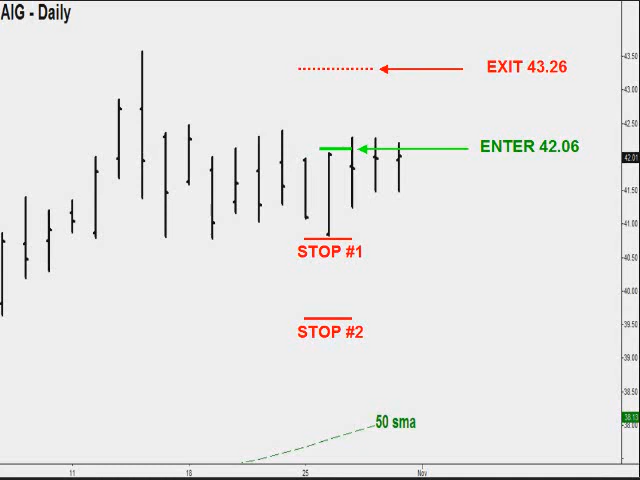 AIG - Daily
43.50
EXIT 43.26
43.00
42.50
ENTER 42.06
42.01
41.50
41.00
STOP #1
40.50
40.00
39.50
STOP #2
39.00
38.50
50 sma
38.13
38.00
11
18
25
Nov